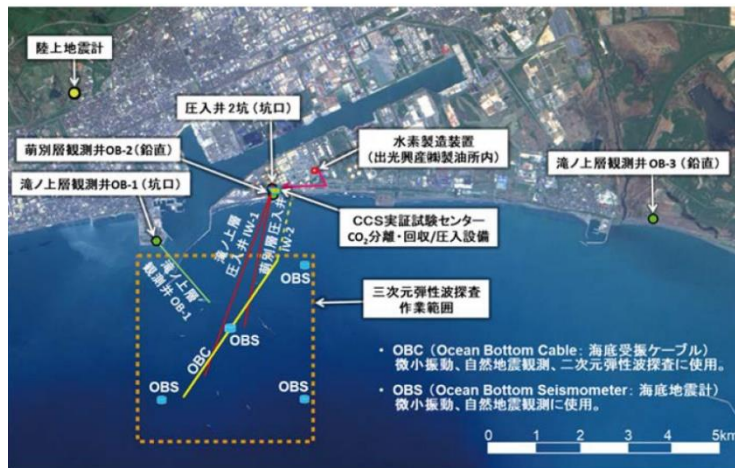 陸上地震計
圧入井2坑（坑口）
萌別層観測井OB-2（鉛直）
滝ノ上層観測井OB-1（坑口）
水素製造装置
（出光興産㈱製油所内）
滝ノ上層観測井OB-3（鉛直）
CCS実証試験センター
CO₂分離・回収/圧入設備
滝ノ上層
圧入井 IW-1
萌別層圧入井
IW-2
滝ノ上層
観測井OB-1
OBS
三次元弾性波探査
作業範囲
OBS
OBC
OBS
OBS
・ OBC（Ocean Bottom Cable：海底受振ケーブル）
微小振動、自然地震観測、二次元弾性波探査に使用。
・ OBS（Ocean Bottom Seismometer：海底地震計）
微小振動、自然地震観測に使用。
0 1 2 3 4 5km